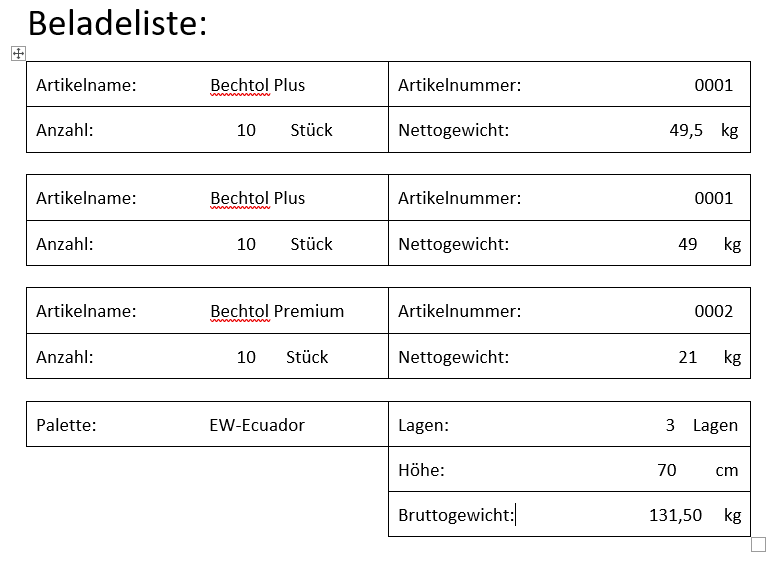 Beladeliste:
Artikelname: Bechtol Plus Artikelnummer: 0001
Anzahl: 10 Stück Nettogewicht: 49,5 kg
Artikelname: Bechtol Plus Artikelnummer: 0001
Anzahl: 10 Stück Nettogewicht: 49 kg
Artikelname: Bechtol Premium Artikelnummer: 0002
Anzahl: 10 Stück Nettogewicht: 21 kg
Palette: EW-Ecuador Lagen: 3 Lagen
Höhe: 70 cm
Bruttogewicht: 131,50 kg